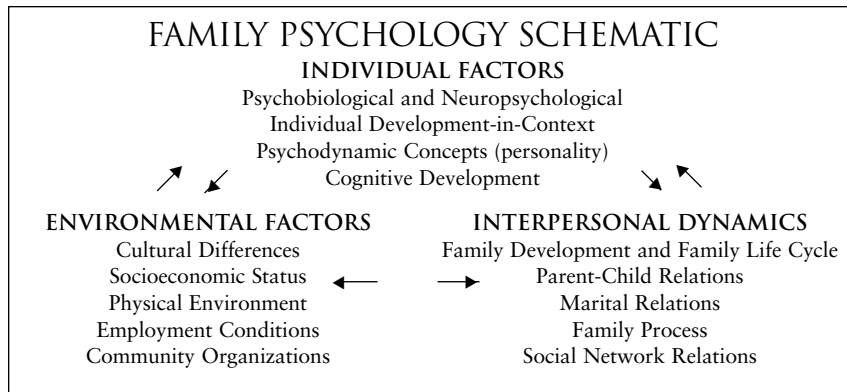 FAMILY PSYCHOLOGY SCHEMATIC
INDIVIDUAL FACTORS
Psychobiological and Neuropsychological
Individual Development-in-Context
Psychodynamic Concepts (personality)
Cognitive Development
ENVIRONMENTAL FACTORS
Cultural Differences
Socioeconomic Status
Physical Environment
Employment Conditions
Community Organizations
INTERPERSONAL DYNAMICS
Family Development and Family Life Cycle
Parent-Child Relations
Marital Relations
Family Process
Social Network Relations